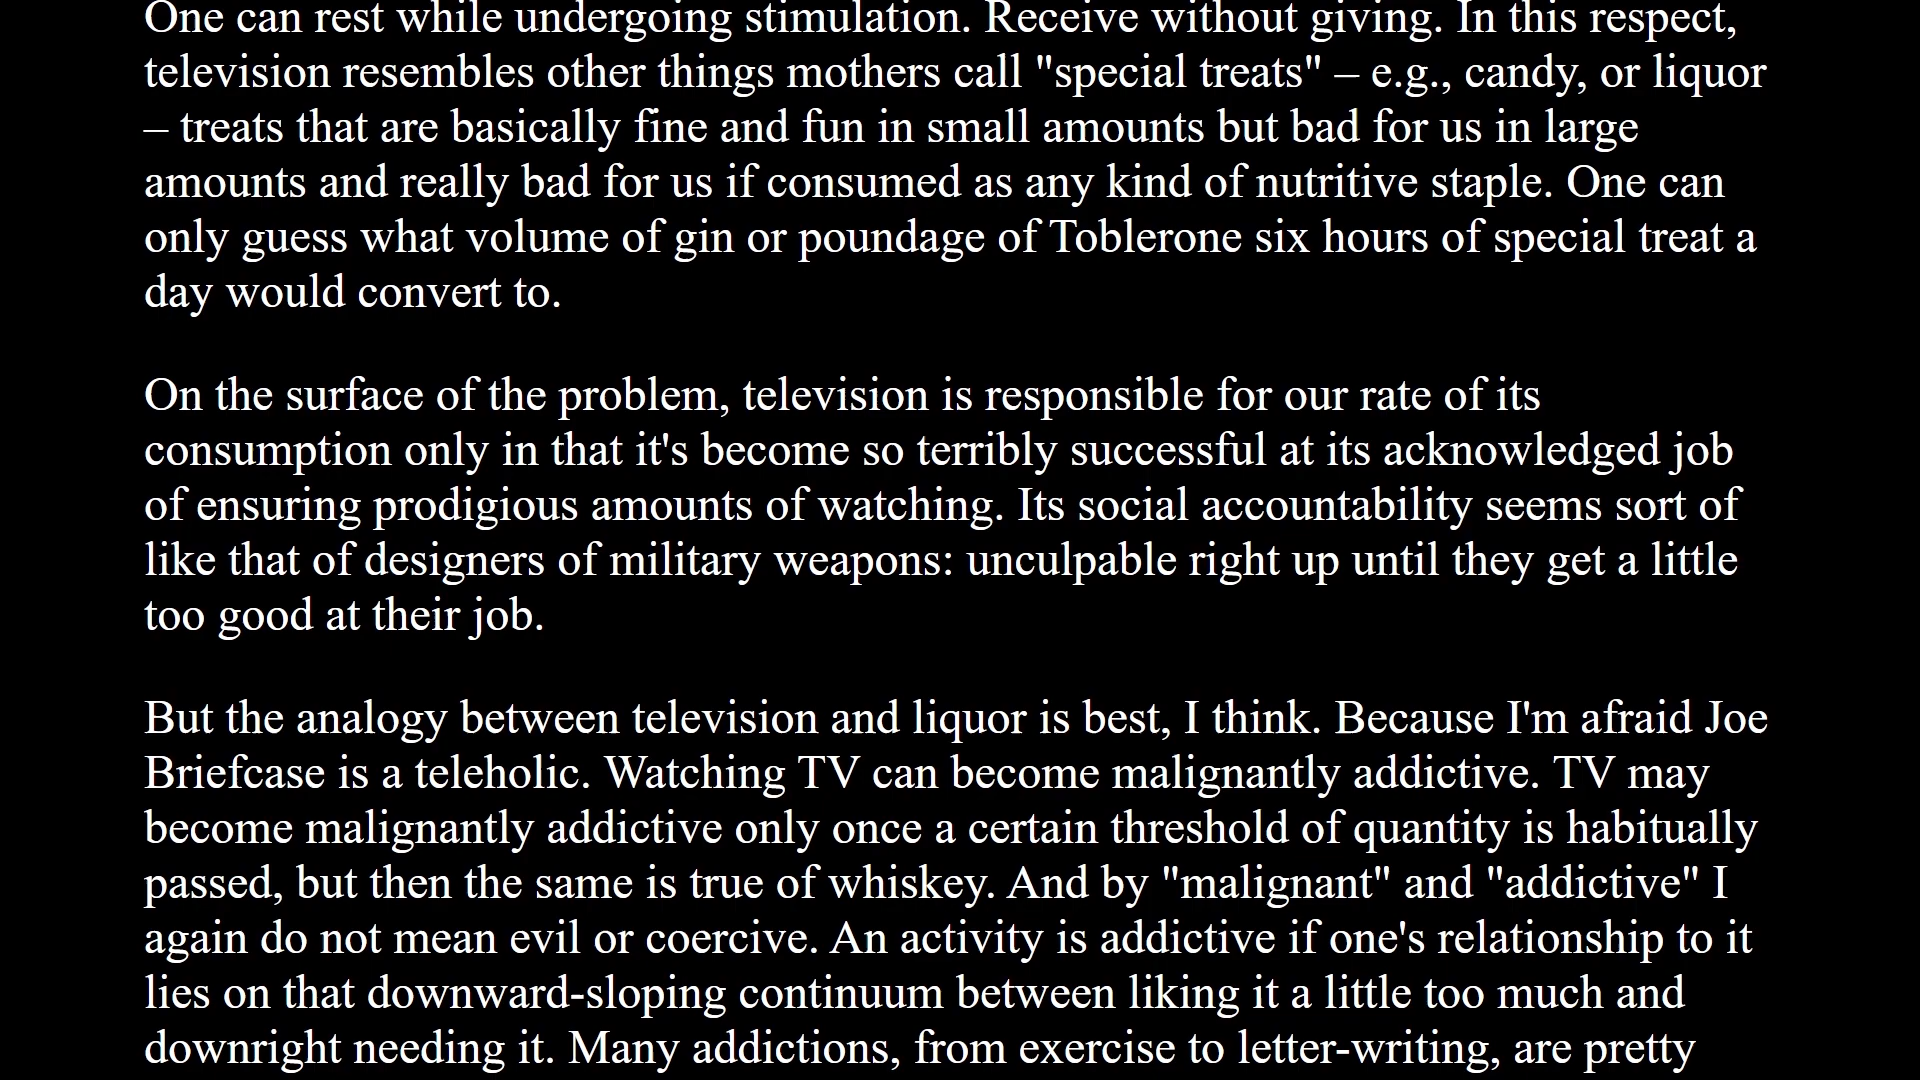 One can rest while undergoing stimulation. Receive without giving. In this respect,
television resembles other things mothers call "special treats" – e.g., candy, or liquor
– treats that are basically fine and fun in small amounts but bad for us in large
amounts and really bad for us if consumed as any kind of nutritive staple. One can
only guess what volume of gin or poundage of Toblerone six hours of special treat a
day would convert to.
On the surface of the problem, television is responsible for our rate of its
consumption only in that it's become so terribly successful at its acknowledged job
of ensuring prodigious amounts of watching. Its social accountability seems sort of
like that of designers of military weapons: unculpable right up until they get a little
too good at their job.
But the analogy between television and liquor is best, I think. Because I'm afraid Joe
Briefcase is a teleholic. Watching TV can become malignantly addictive. TV may
become malignantly addictive only once a certain threshold of quantity is habitually
passed, but then the same is true of whiskey. And by "malignant" and "addictive" I
again do not mean evil or coercive. An activity is addictive if one's relationship to it
lies on that downward-sloping continuum between liking it a little too much and
downright needing it. Many addictions, from exercise to letter-writing, are pretty